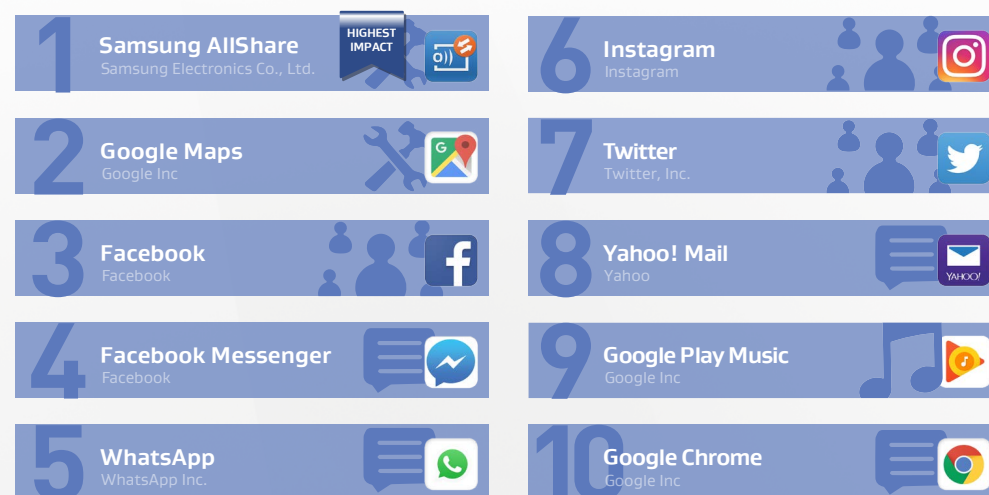 1
Samsung AllShare
Samsung Electronics Co., Ltd.
HIGHEST
IMPACT
2
Google Maps
Google Inc
G
3
Facebook
Facebook
f
4
Facebook Messenger
Facebook
5
WhatsApp
WhatsApp Inc.
6
Instagram
Instagram
7
Twitter
Twitter, Inc.
8
Yahoo! Mail
Yahoo
YAHOO!
9
Google Play Music
Google Inc
10
Google Chrome
Google Inc